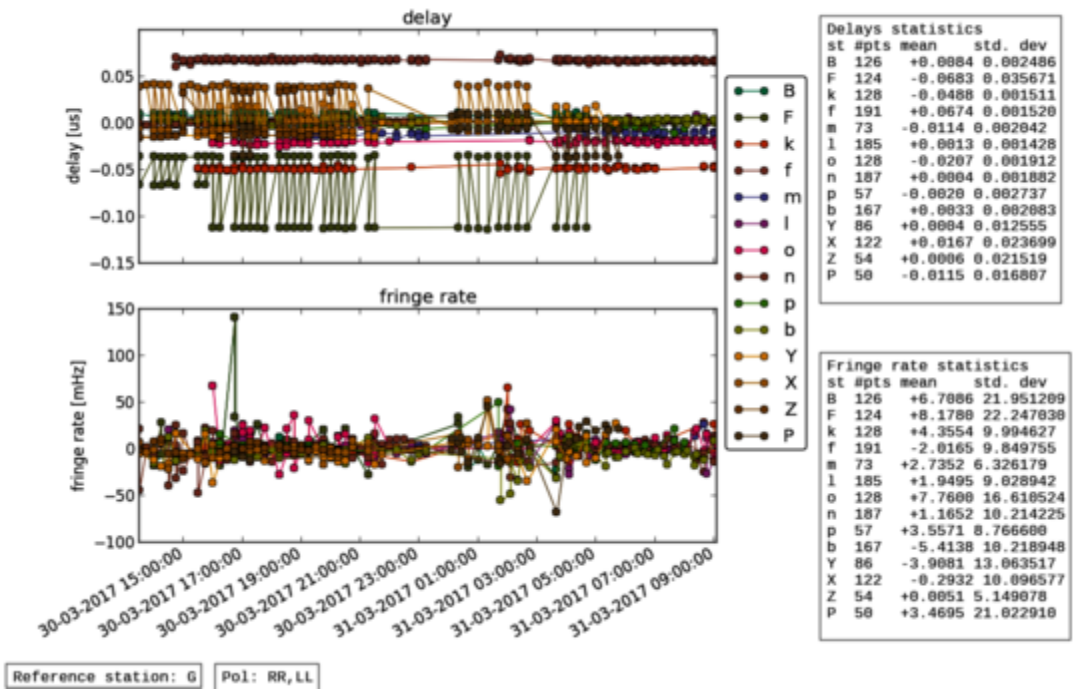 delay
delay [us]
0.05
0.00
−0.05
−0.10
−0.15
fringe rate
fringe rate [mHz]
150
100
50
0
−50
−100
30-03-2017 15:00:00
30-03-2017 17:00:00
30-03-2017 19:00:00
30-03-2017 21:00:00
30-03-2017 23:00:00
31-03-2017 01:00:00
31-03-2017 03:00:00
31-03-2017 05:00:00
31-03-2017 07:00:00
31-03-2017 09:00:00
B
F
k
f
m
l
o
n
p
b
Y
X
Z
P
Delays statistics
st #pts mean std. dev
B 126 +0.0084 0.002486
F 124 -0.0683 0.035671
k 128 -0.0488 0.001511
f 191 +0.0674 0.001520
m 73 -0.0114 0.002042
l 185 +0.0013 0.001428
o 128 -0.0207 0.001912
n 187 +0.0004 0.001882
p 57 -0.0020 0.002737
b 167 +0.0033 0.002083
Y 86 +0.0004 0.012555
X 122 +0.0167 0.023699
Z 54 +0.0006 0.021519
P 50 -0.0115 0.016807
Fringe rate statistics
st #pts mean std. dev
B 126 +6.7086 21.951209
F 124 +8.1780 22.247030
k 128 +4.3554 9.994627
f 191 -2.0165 9.849755
m 73 +2.7352 6.326179
l 185 +1.9495 9.028942
o 128 +7.7600 16.610524
n 187 +1.1652 10.214225
p 57 +3.5571 8.766600
b 167 -5.4138 10.218948
Y 86 -3.9081 13.063517
X 122 -0.2932 10.096577
Z 54 +0.0051 5.149078
P 50 +3.4695 21.022910
Reference station: G
Pol: RR,LL